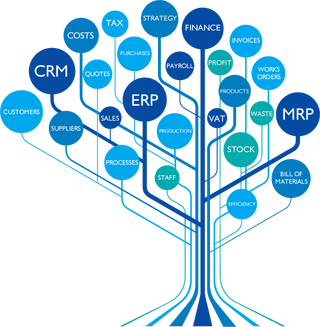 STRATEGY
TAX
FINANCE
COSTS
INVOICES
PURCHASES
PAYROLL
PROFIT
CRM
QUOTES
WORKS
ORDERS
PRODUCTS
ERP
CUSTOMERS
SALES
VAT
WASTE
MRP
SUPPLIERS
PRODUCTION
STOCK
PROCESSES
STAFF
BILL OF
MATERIALS
EFFICIENCY